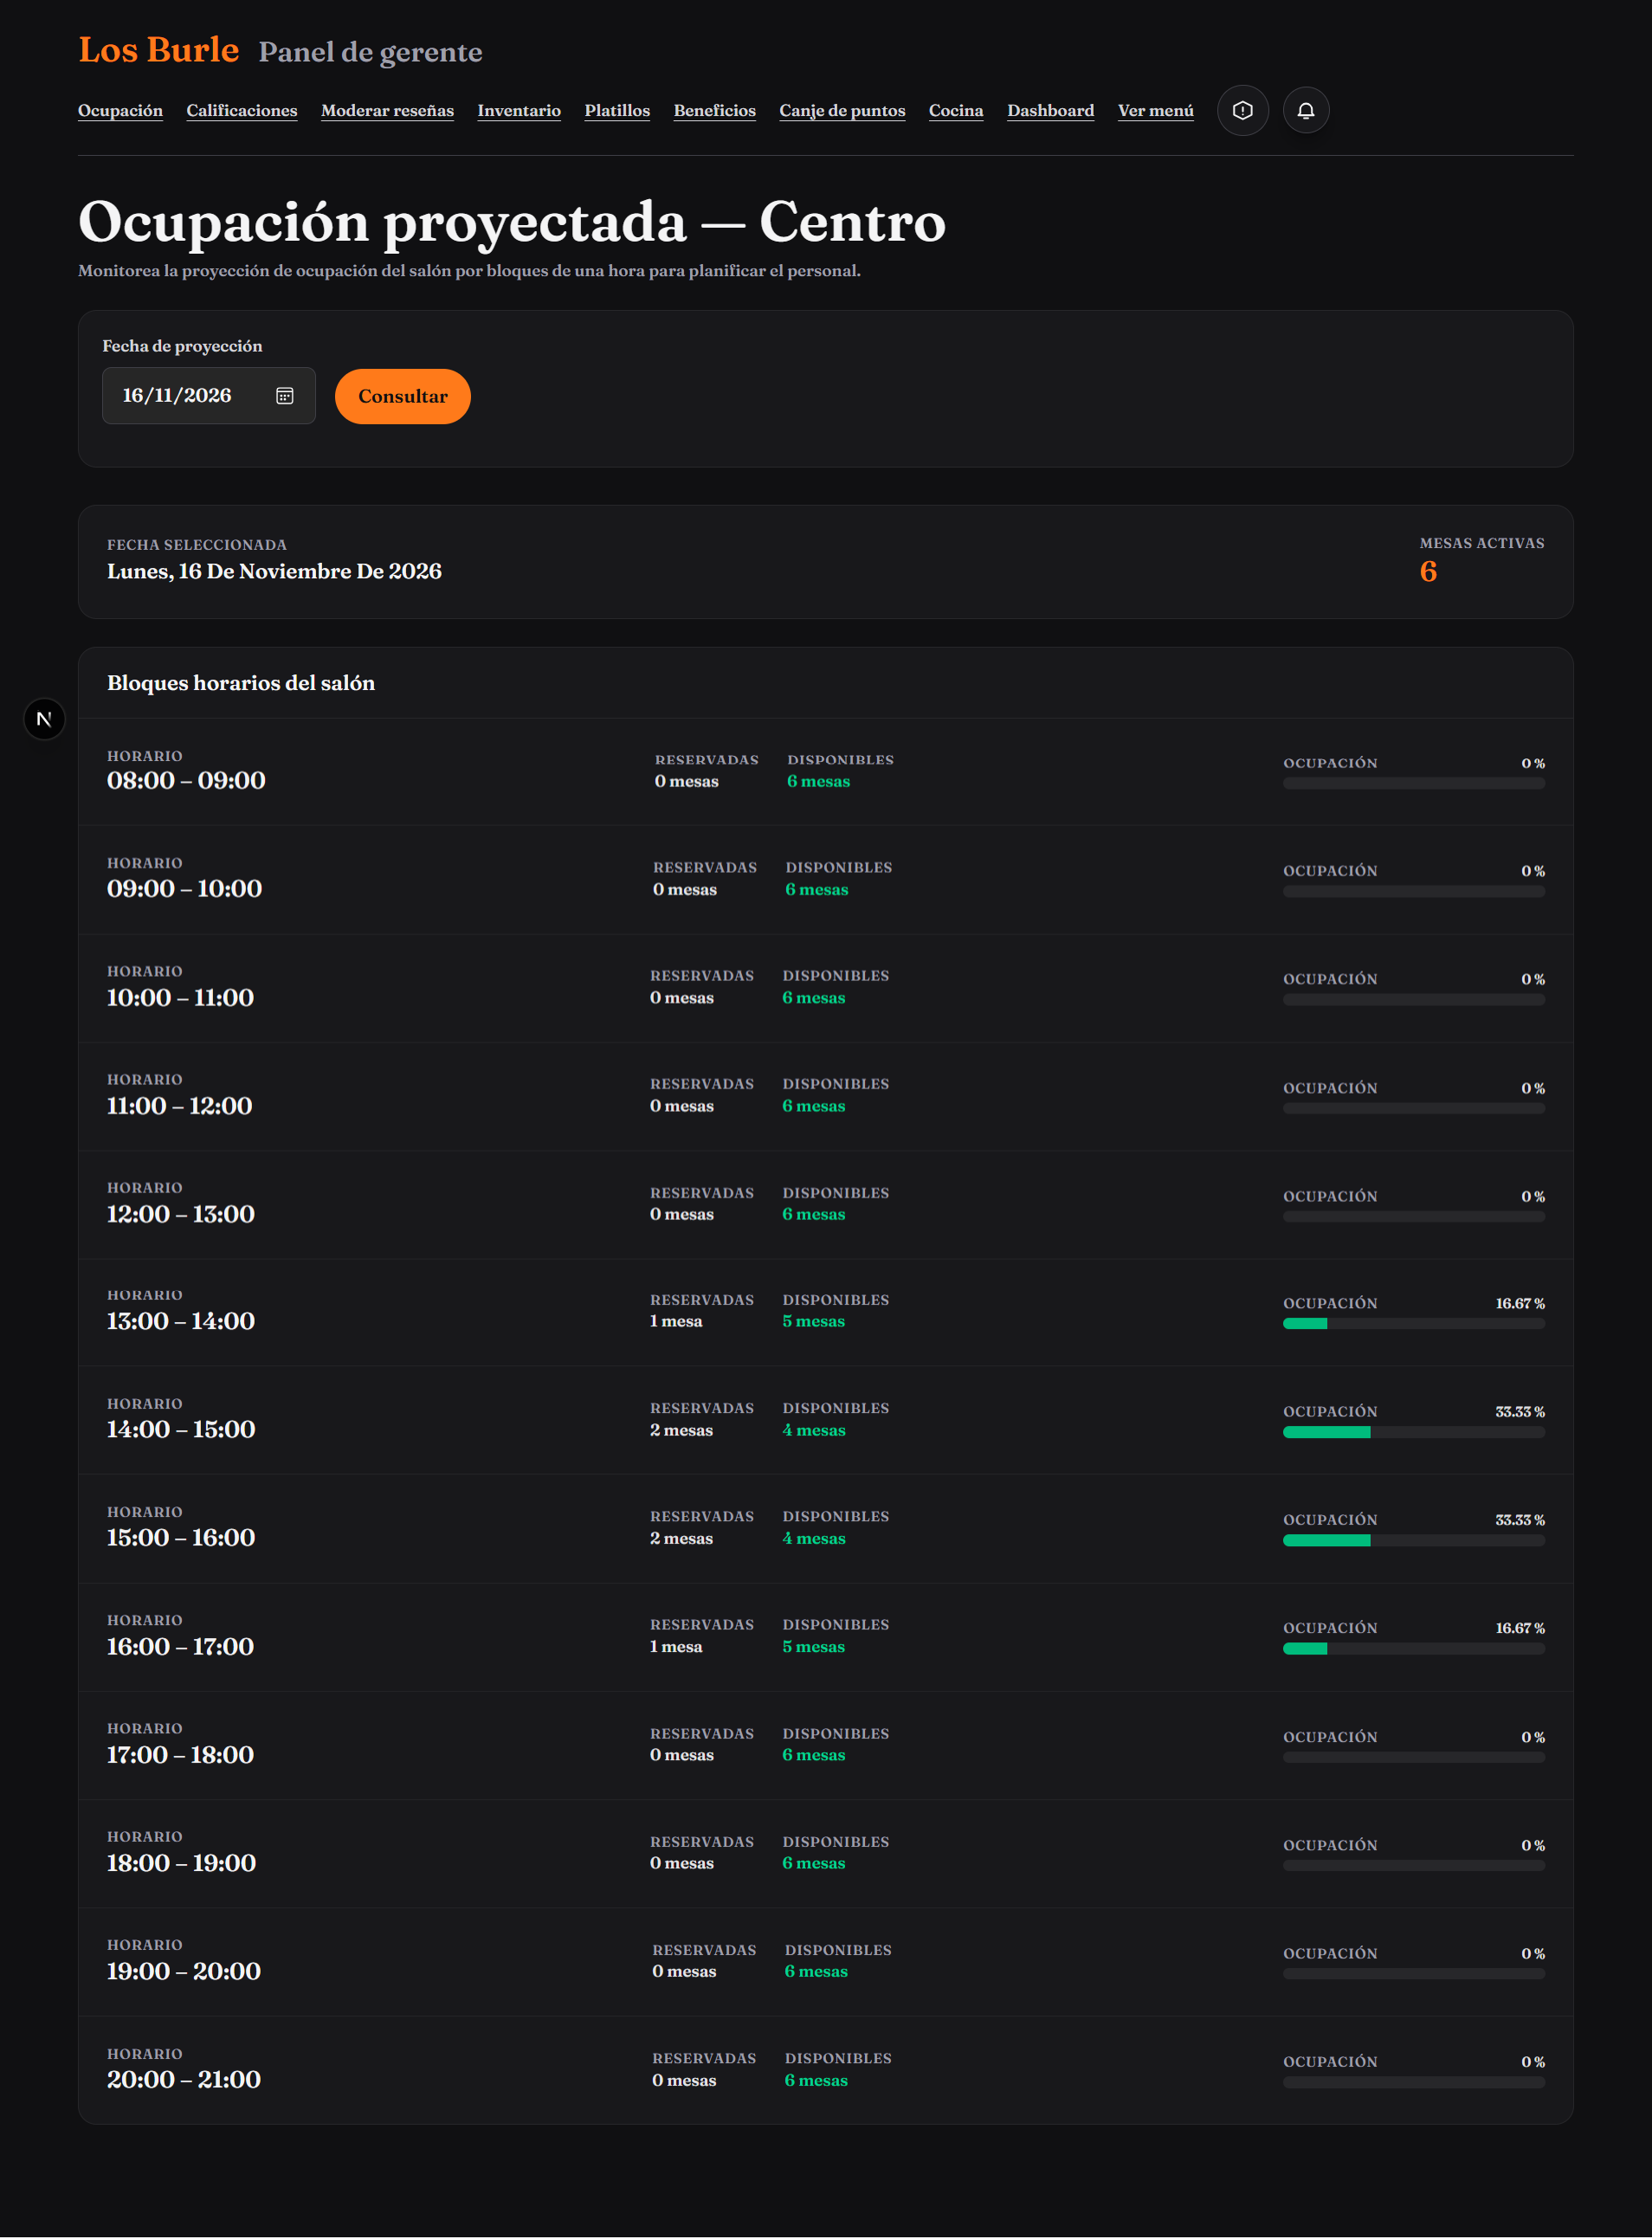 Los Burle Panel de gerente
Ocupación Calificaciones Moderar reseñas Inventario Platillos Beneficios Canje de puntos Cocina Dashboard Ver menú
Ocupación proyectada — Centro
Monitorea la proyección de ocupación del salón por bloques de una hora para planificar el personal.
Fecha de proyección
16/11/2026 Consultar
FECHA SELECCIONADA MESAS ACTIVAS
Lunes, 16 De Noviembre De 2026 6
Bloques horarios del salón
N
HORARIO RESERVADAS DISPONIBLES OCUPACIÓN 0 %
08:00 – 09:00 0 mesas 6 mesas
HORARIO RESERVADAS DISPONIBLES OCUPACIÓN 0 %
09:00 – 10:00 0 mesas 6 mesas
HORARIO RESERVADAS DISPONIBLES OCUPACIÓN 0 %
10:00 – 11:00 0 mesas 6 mesas
HORARIO RESERVADAS DISPONIBLES OCUPACIÓN 0 %
11:00 – 12:00 0 mesas 6 mesas
HORARIO RESERVADAS DISPONIBLES OCUPACIÓN 0 %
12:00 – 13:00 0 mesas 6 mesas
HORARIO RESERVADAS DISPONIBLES OCUPACIÓN 16.67 %
13:00 – 14:00 1 mesa 5 mesas
HORARIO RESERVADAS DISPONIBLES OCUPACIÓN 33.33 %
14:00 – 15:00 2 mesas 4 mesas
HORARIO RESERVADAS DISPONIBLES OCUPACIÓN 33.33 %
15:00 – 16:00 2 mesas 4 mesas
HORARIO RESERVADAS DISPONIBLES OCUPACIÓN 16.67 %
16:00 – 17:00 1 mesa 5 mesas
HORARIO RESERVADAS DISPONIBLES OCUPACIÓN 0 %
17:00 – 18:00 0 mesas 6 mesas
HORARIO RESERVADAS DISPONIBLES OCUPACIÓN 0 %
18:00 – 19:00 0 mesas 6 mesas
HORARIO RESERVADAS DISPONIBLES OCUPACIÓN 0 %
19:00 – 20:00 0 mesas 6 mesas
HORARIO RESERVADAS DISPONIBLES OCUPACIÓN 0 %
20:00 – 21:00 0 mesas 6 mesas